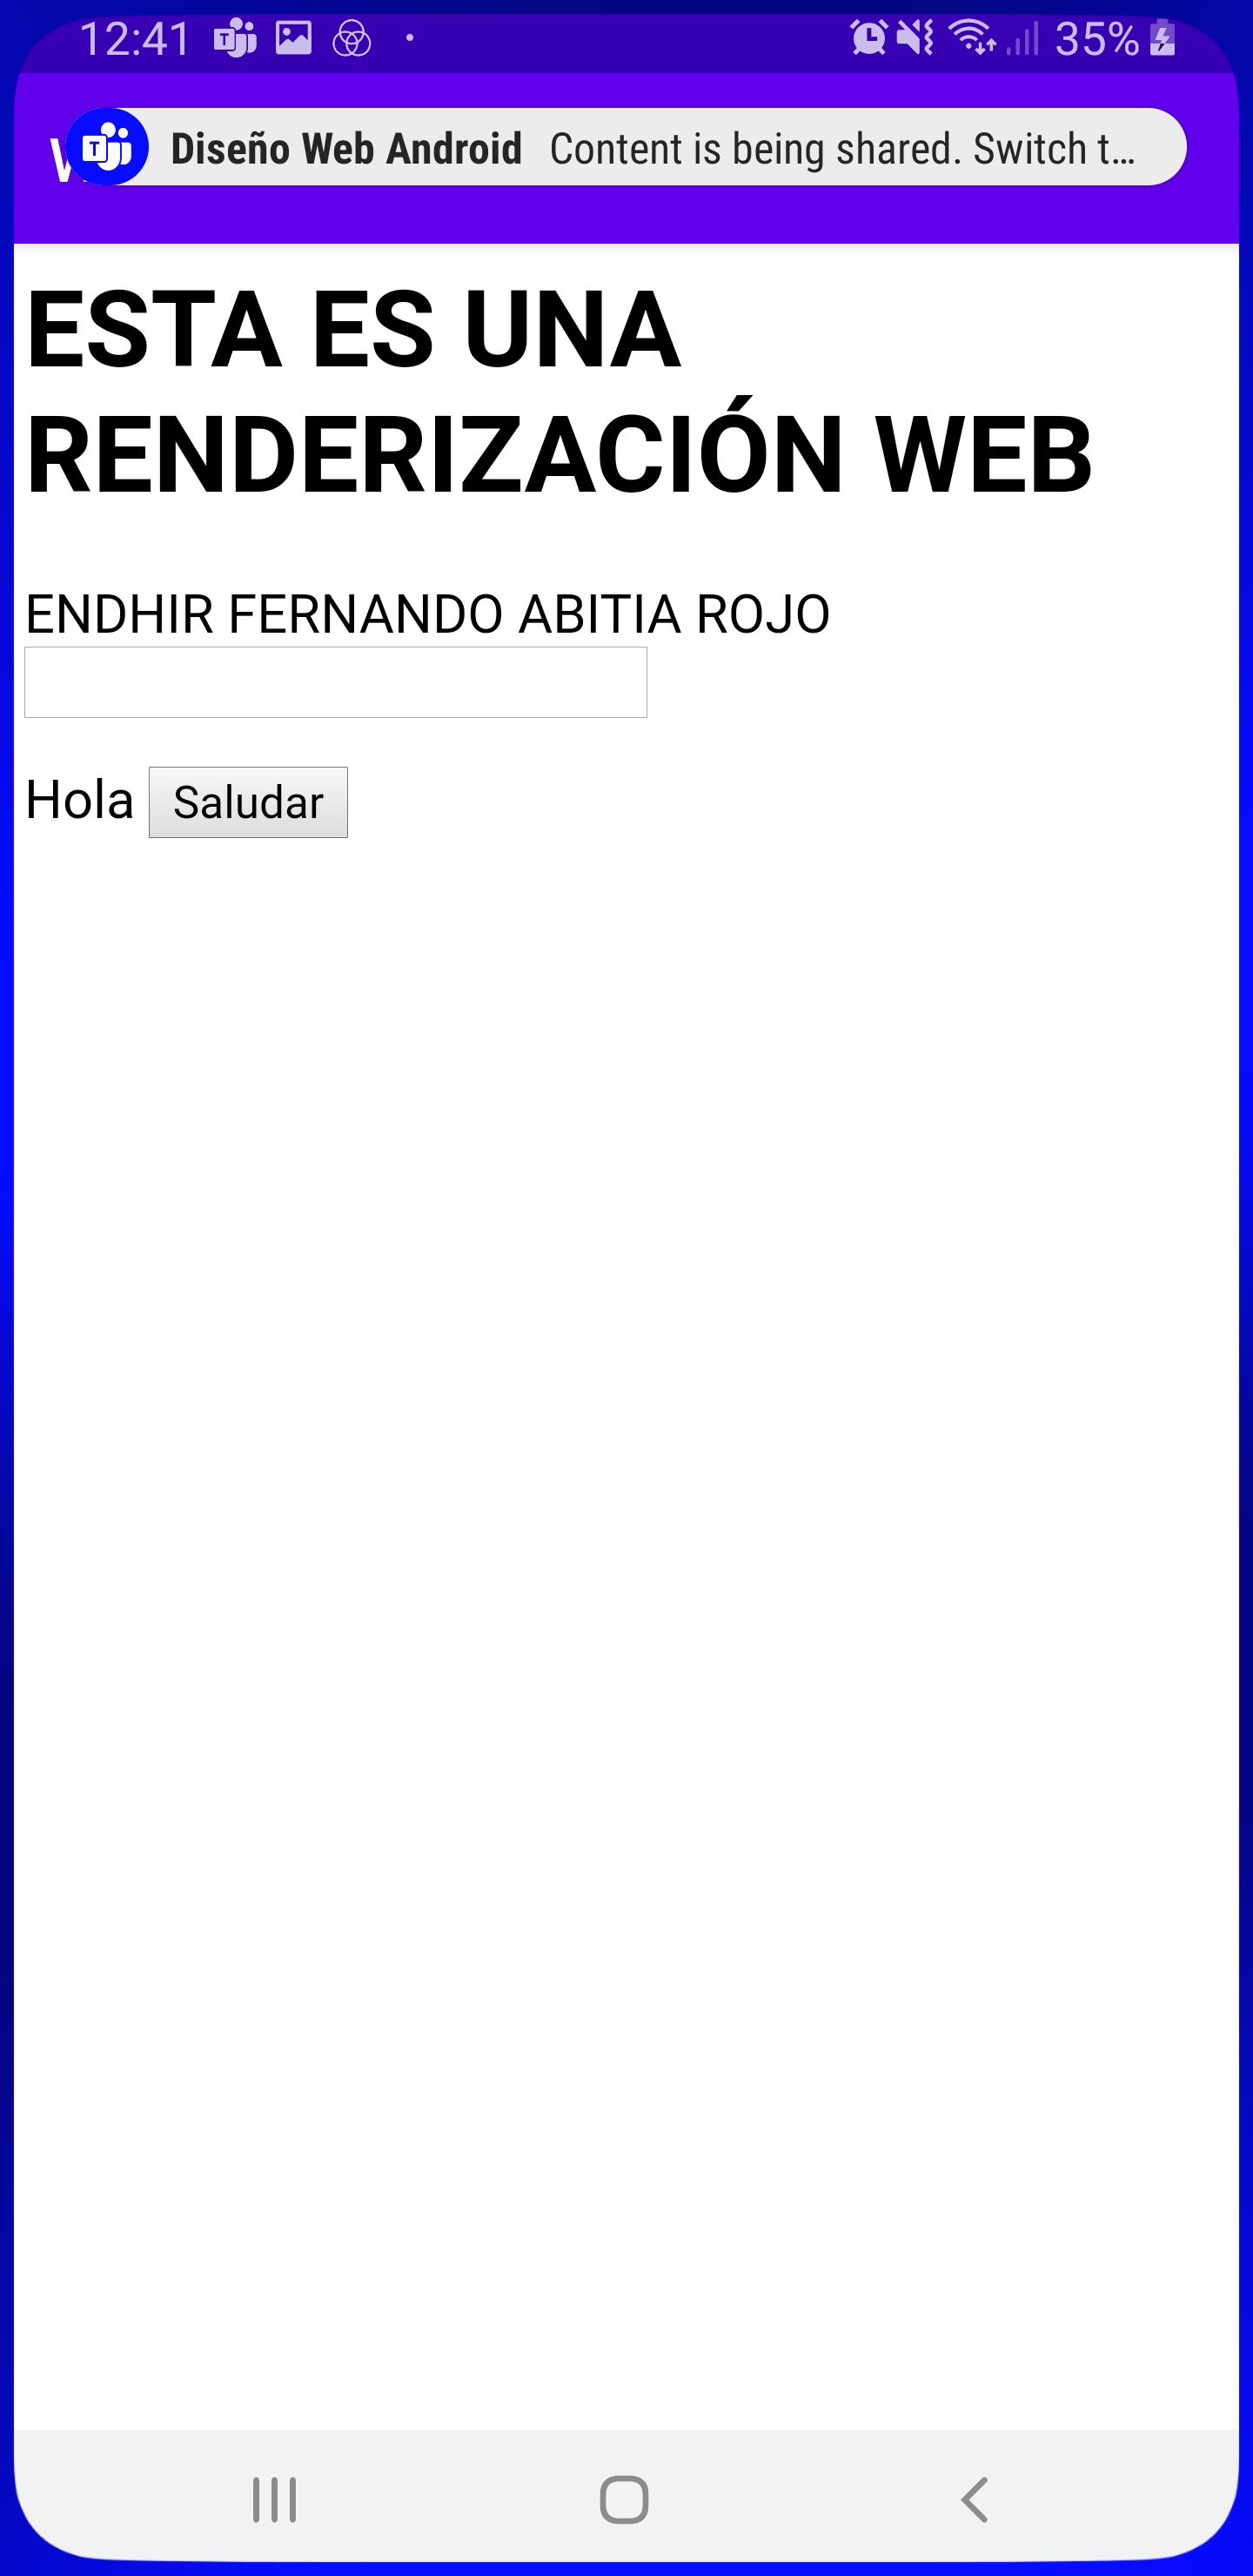 12:41
35%
Diseño Web Android Content is being shared. Switch t...
ESTA ES UNA
RENDERIZACIÓN WEB
ENDHIR FERNANDO ABITIA ROJO
Hola Saludar